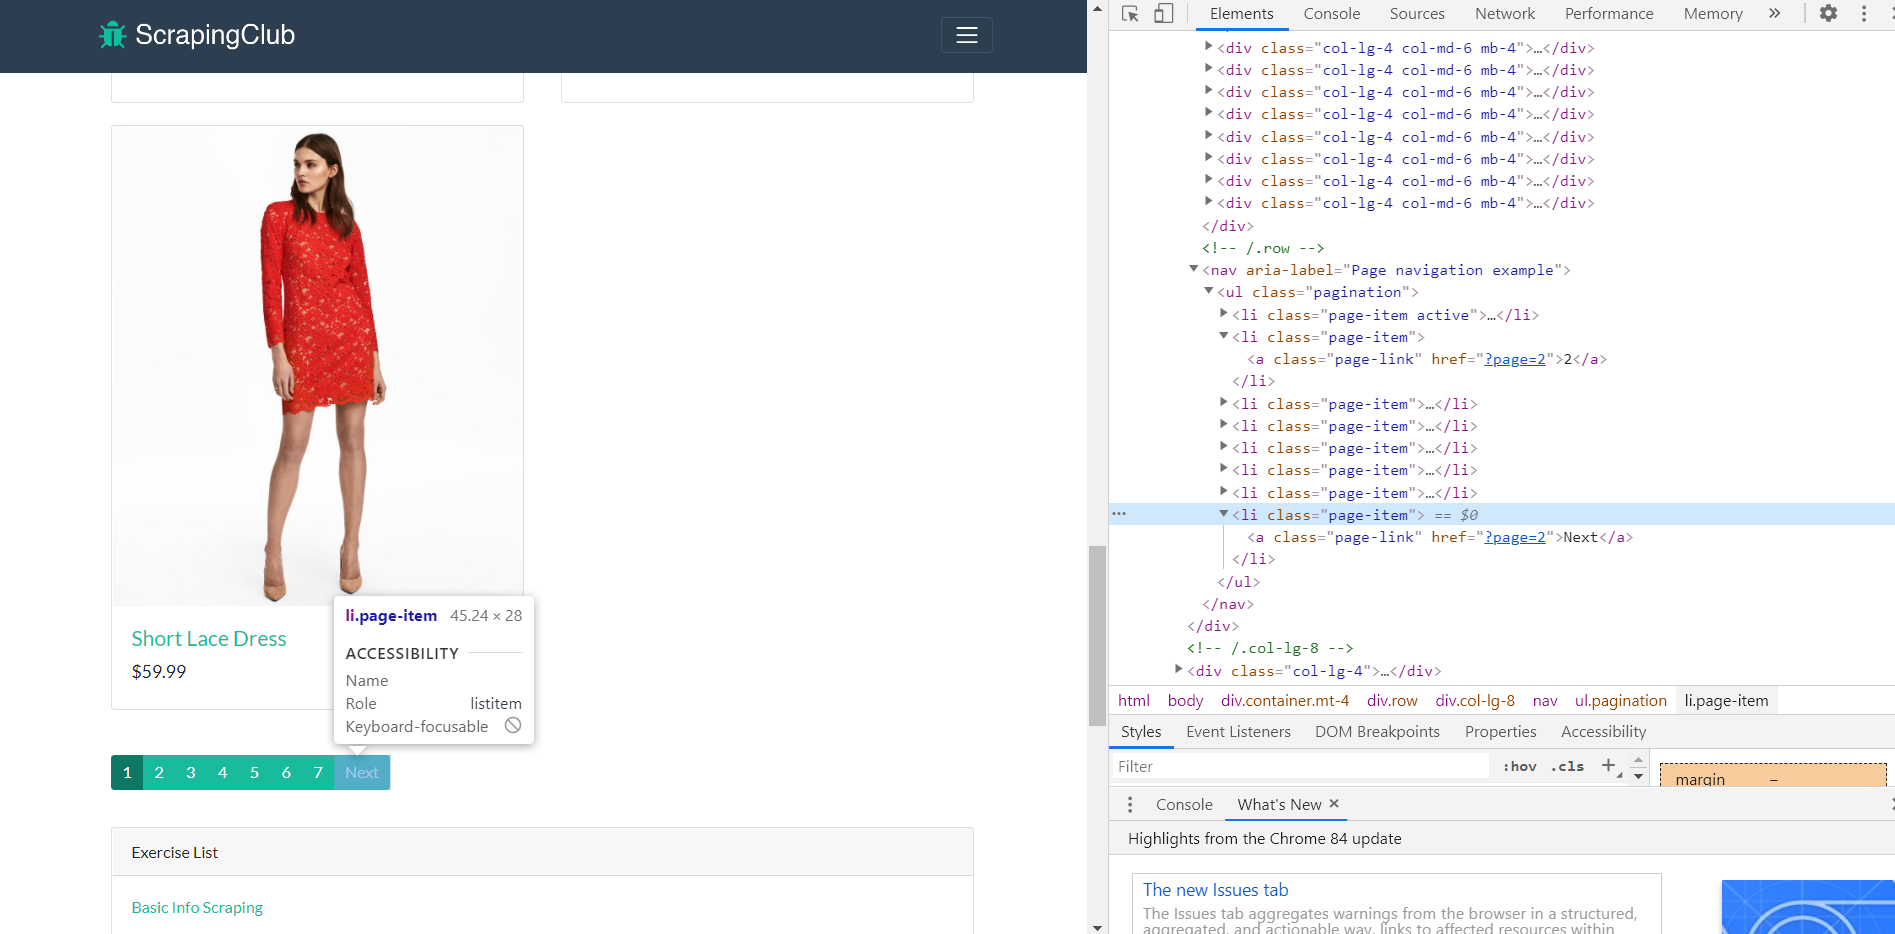 ScrapingClub
Short Lace Dress
$59.99
li.page-item 45.24 × 28
ACCESSIBILITY
Name
Role listitem
Keyboard-focusable
1 2 3 4 5 6 7 Next
Exercise List
Basic Info Scraping
Elements Console Sources Network Performance Memory »
<div class="col-lg-4 col-md-6 mb-4">…</div>
<div class="col-lg-4 col-md-6 mb-4">…</div>
<div class="col-lg-4 col-md-6 mb-4">…</div>
<div class="col-lg-4 col-md-6 mb-4">…</div>
<div class="col-lg-4 col-md-6 mb-4">…</div>
<div class="col-lg-4 col-md-6 mb-4">…</div>
<div class="col-lg-4 col-md-6 mb-4">…</div>
<div class="col-lg-4 col-md-6 mb-4">…</div>
</div>
<!-- /.row -->
<nav aria-label="Page navigation example">
<ul class="pagination">
<li class="page-item active">…</li>
<li class="page-item">
<a class="page-link" href="?page=2">2</a>
</li>
<li class="page-item">…</li>
<li class="page-item">…</li>
<li class="page-item">…</li>
<li class="page-item">…</li>
<li class="page-item">…</li>
<li class="page-item"> == $0
<a class="page-link" href="?page=2">Next</a>
</li>
</ul>
</nav>
</div>
<!-- /.col-lg-8 -->
<div class="col-lg-4">…</div>
html body div.container.mt-4 div.row div.col-lg-8 nav ul.pagination li.page-item
Styles Event Listeners DOM Breakpoints Properties Accessibility
Filter :hov .cls +
margin –
Console What's New ×
Highlights from the Chrome 84 update
The new Issues tab
The Issues tab aggregates warnings from the browser in a structured,
aggregated, and actionable way, links to affected resources within